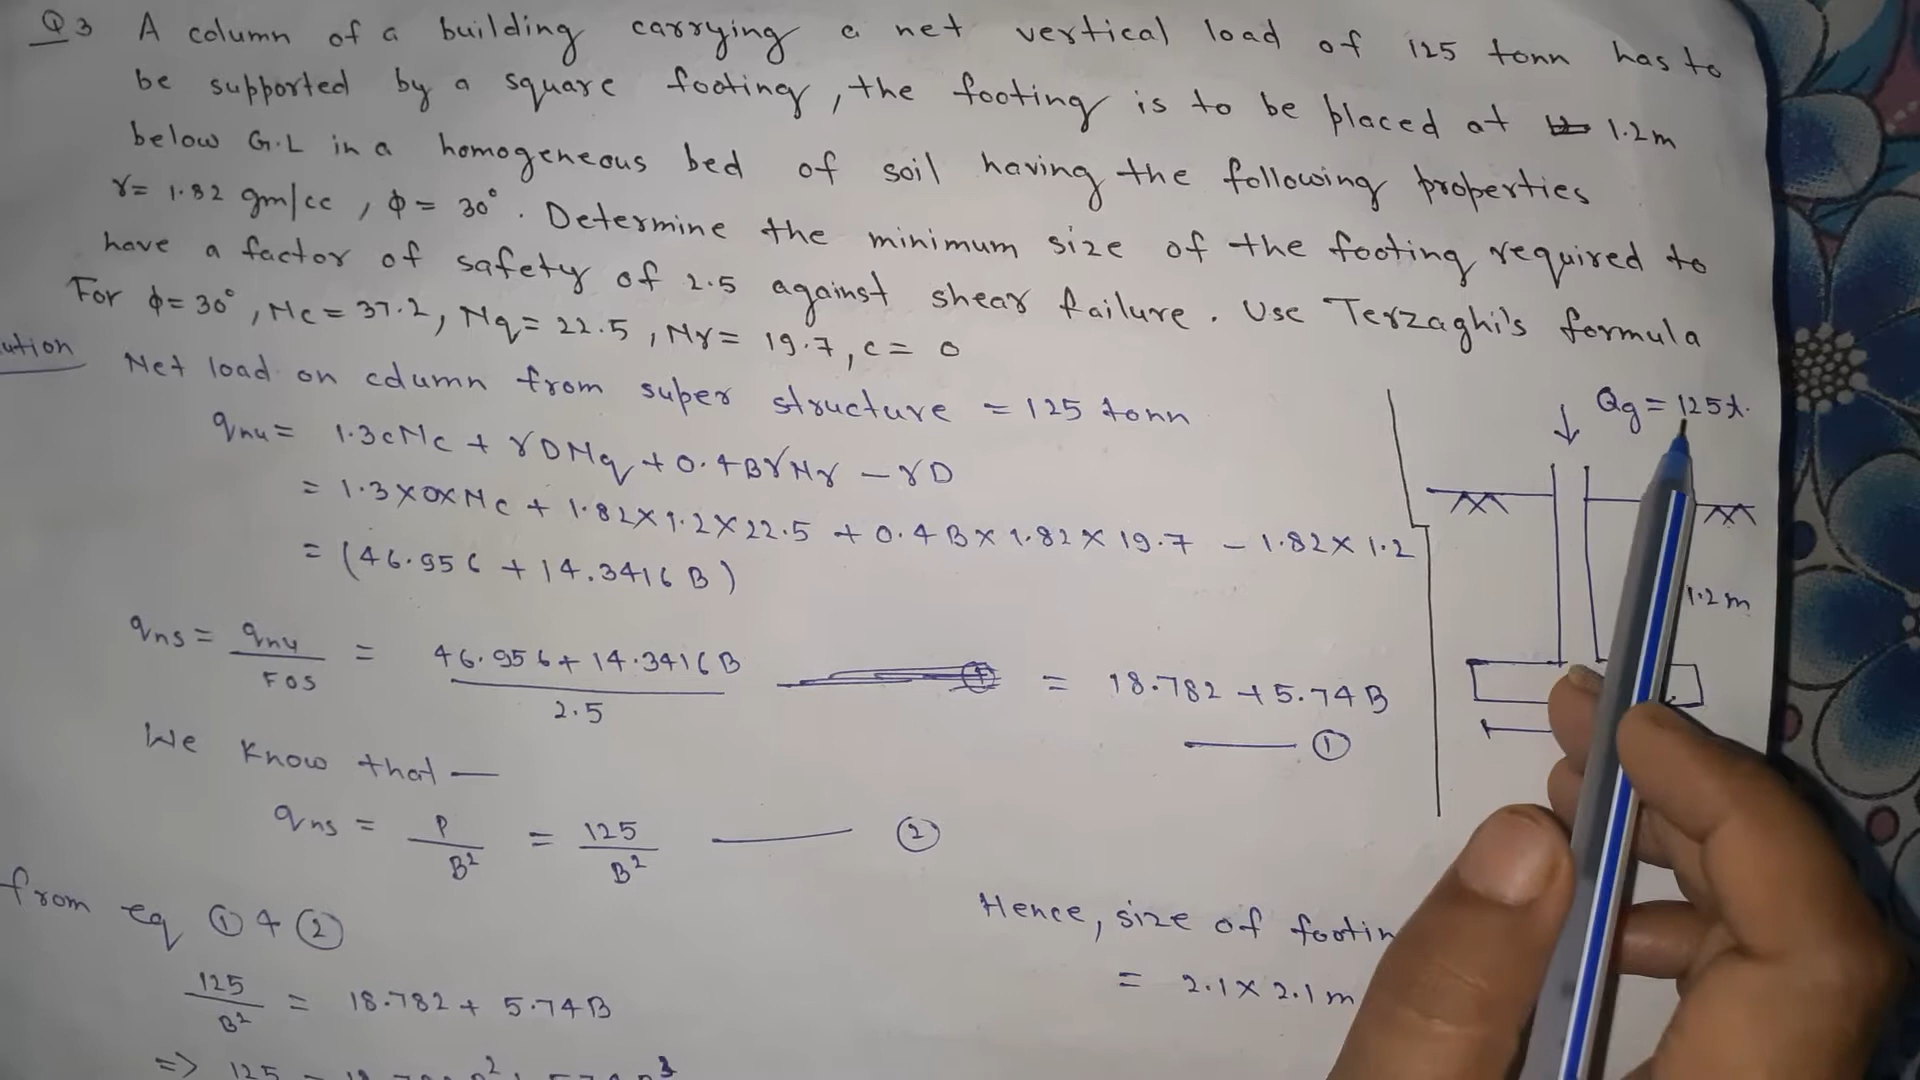 Q3 A column of a building carrying a net vertical load of 125 tonn has to
be supported by a square footing, the footing is to be placed at 1.2m
below G.L in a homogeneous bed of soil having the following properties
γ= 1.82 gm/cc, φ= 30°. Determine the minimum size of the footing required to
have a factor of safety of 2.5 against shear failure. Use Terzaghi's formula
For φ=30°, Nc=37.2, Nq=22.5, Nγ= 19.7, c= 0
ution Net load on column from super structure = 125 tonn
qnu= 1.3cNc + γDNq + 0.4BγNγ - γD
= 1.3×0×Nc + 1.82×1.2×22.5 + 0.4B×1.82×19.7 - 1.82×1.2
= (46.956 + 14.3416B)
qns= qnu/FOS = 46.956+14.3416B/2.5 = 18.782+5.74B
①
We know that—
qns = P/B² = 125/B² ②
from eq ① & ②
125/B² = 18.782+ 5.74B
=> 125
Hence, size of footin
= 2.1×2.1m
Qg=125t.
1.2m